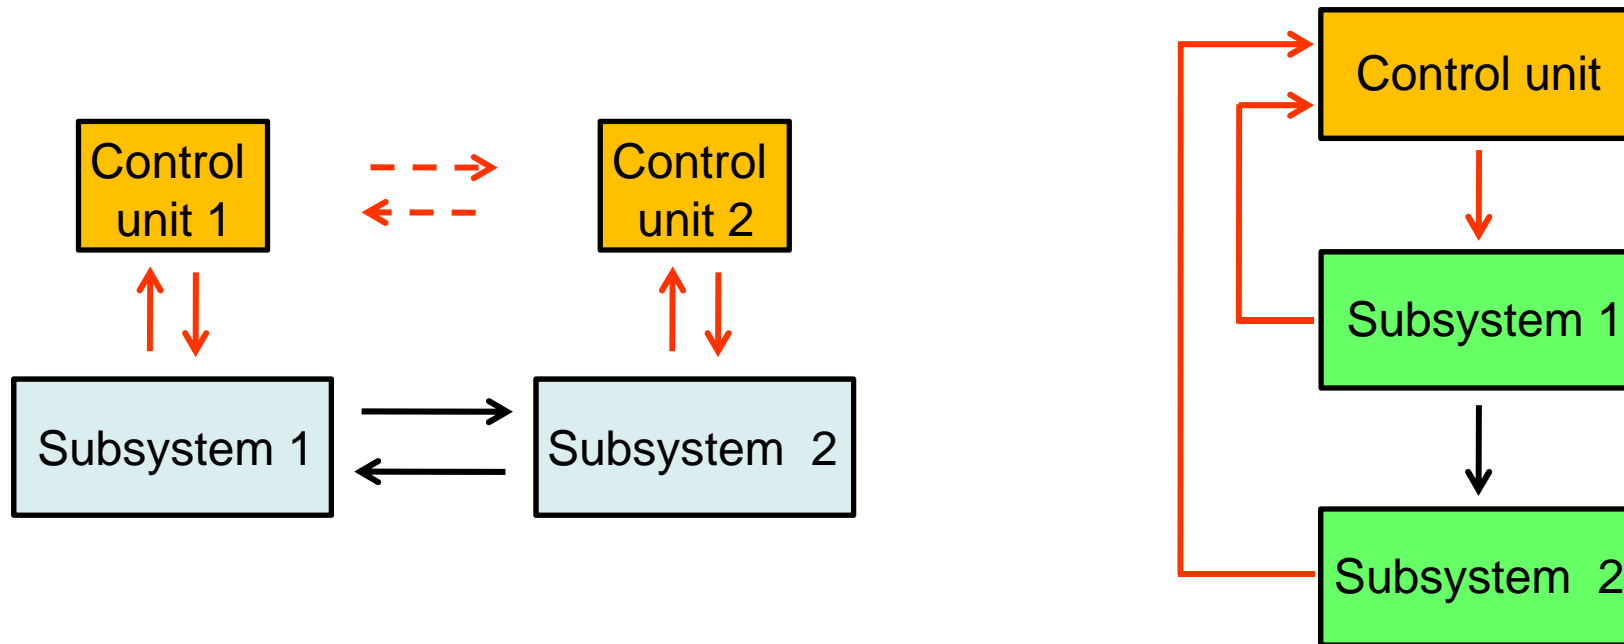 Control
unit 1
Control
unit 2
Subsystem 1
Subsystem 2
Control unit
Subsystem 1
Subsystem 2